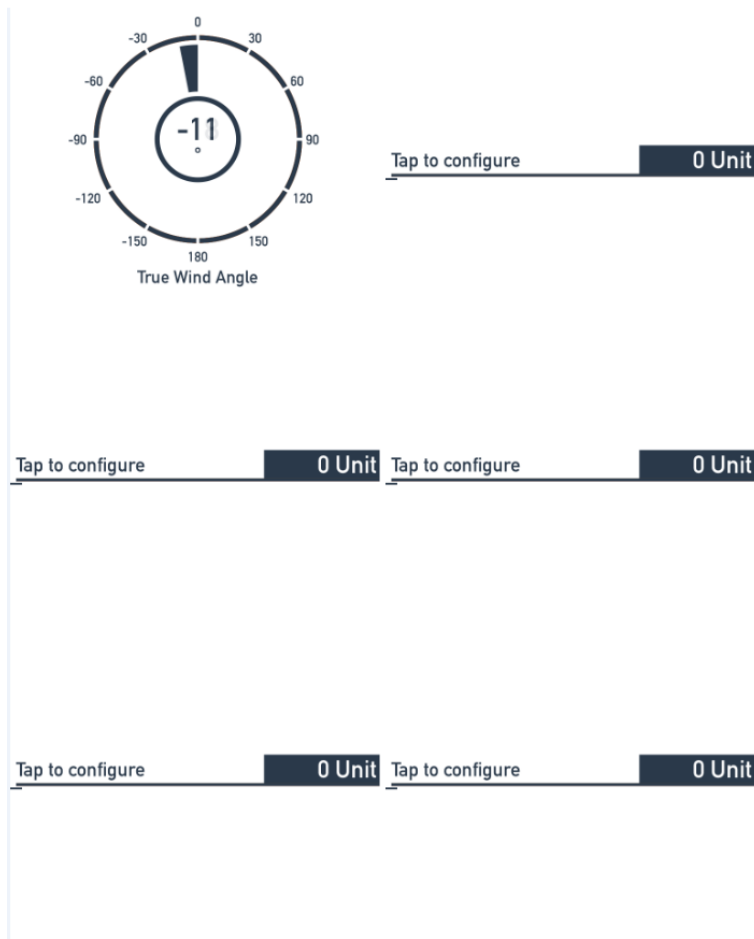 0
-30 30
-60 60
-11
°
-90 90
-120 120
-150 150
180
True Wind Angle
Tap to configure 0 Unit
Tap to configure 0 Unit
Tap to configure 0 Unit
Tap to configure 0 Unit
Tap to configure 0 Unit